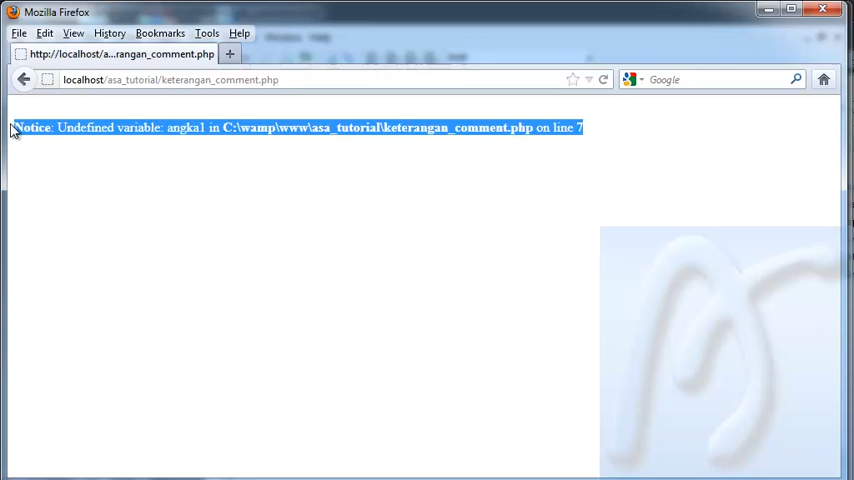 Mozilla Firefox
File Edit View History Bookmarks Tools Help
http://localhost/a...rangan_comment.php
localhost/asa_tutorial/keterangan_comment.php
Google
Notice: Undefined variable: angka1 in C:\wamp\www\asa_tutorial\keterangan_comment.php on line 7